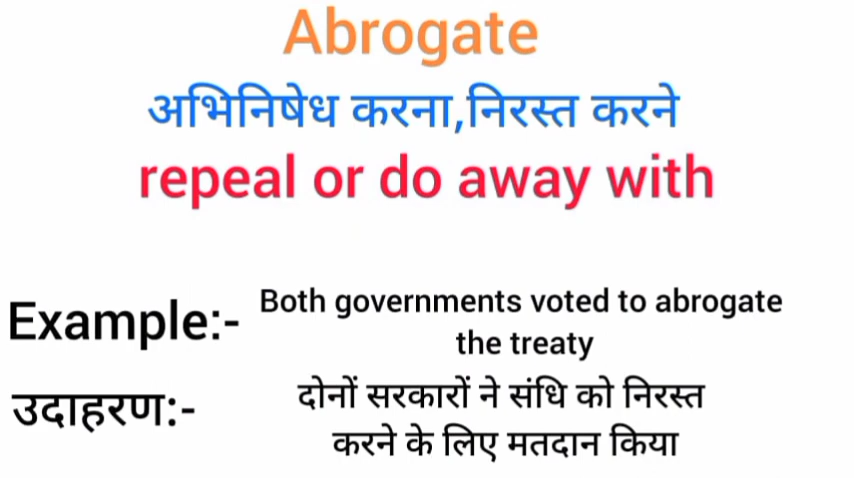 Abrogate
अभिनिषेध करना,निरस्त करने
repeal or do away with
Example:- Both governments voted to abrogate
the treaty
उदाहरण:- दोनों सरकारों ने संधि को निरस्त
करने के लिए मतदान किया